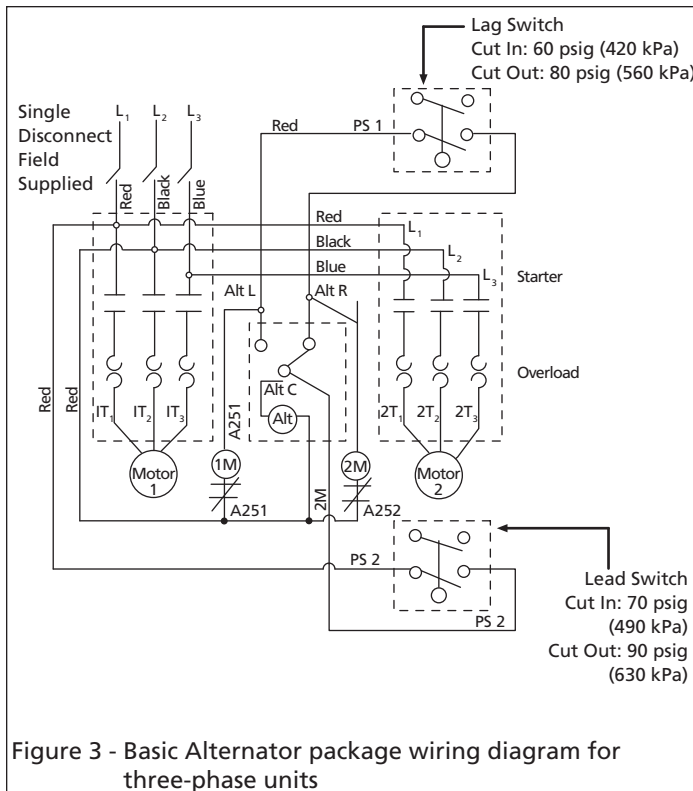 Lag Switch
Cut In: 60 psig (420 kPa)
Cut Out: 80 psig (560 kPa)
Single
Disconnect
Field
Supplied
L1
L2
L3
Red
Black
Blue
Red
PS 1
Red
Black
Blue
L1
L2
L3
Starter
Alt L
Alt R
Overload
Red
Red
IT1
IT2
IT3
A251
Alt C
Alt
2T1
2T2
2T3
Motor
1
1M
2M
2M
Motor
2
A251
A252
PS 2
PS 2
Lead Switch
Cut In: 70 psig
(490 kPa)
Cut Out: 90 psig
(630 kPa)
Figure 3 - Basic Alternator package wiring diagram for
three-phase units